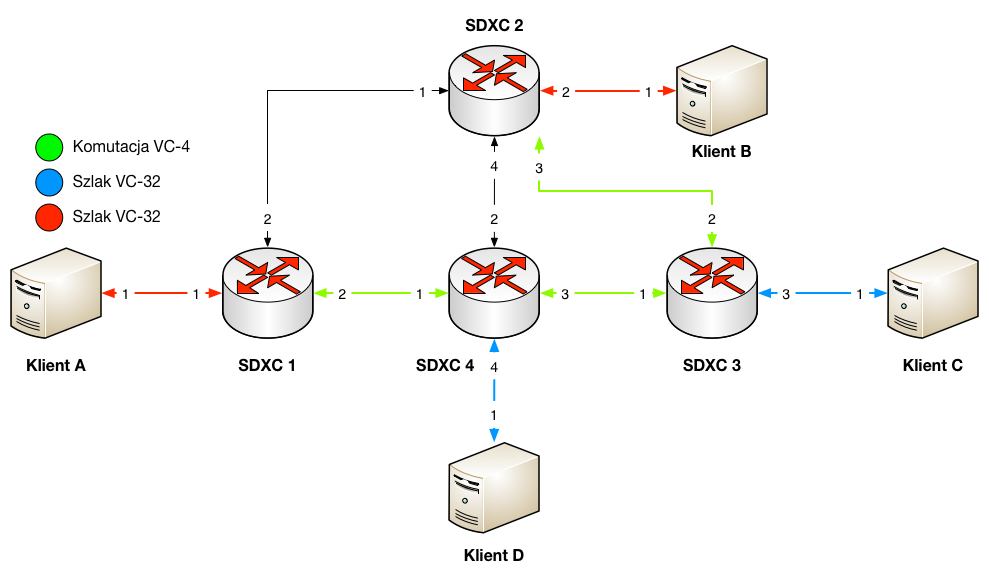 SDXC 2
1
2
1
Klient B
4
3
Komutacja VC-4
Szlak VC-32
Szlak VC-32
2
2
2
1
1
2
1
3
1
3
1
Klient A
SDXC 1
SDXC 4
4
SDXC 3
Klient C
1
Klient D